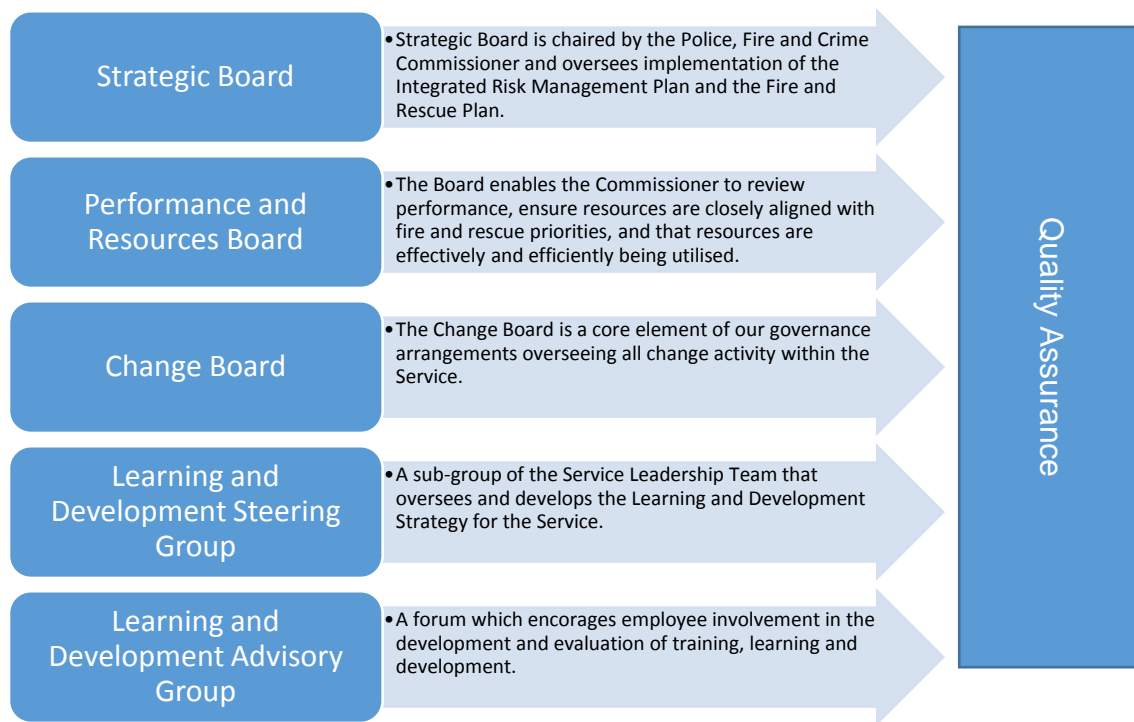 Strategic Board
•Strategic Board is chaired by the Police, Fire and Crime
Commissioner and oversees implementation of the
Integrated Risk Management Plan and the Fire and
Rescue Plan.
Performance and
Resources Board
•The Board enables the Commissioner to review
performance, ensure resources are closely aligned with
fire and rescue priorities, and that resources are
effectively and efficiently being utilised.
Change Board
•The Change Board is a core element of our governance
arrangements overseeing all change activity within the
Service.
Learning and
Development Steering
Group
•A sub-group of the Service Leadership Team that
oversees and develops the Learning and Development
Strategy for the Service.
Learning and
Development Advisory
Group
•A forum which encorages employee involvement in the
development and evaluation of training, learning and
development.
Quality Assurance